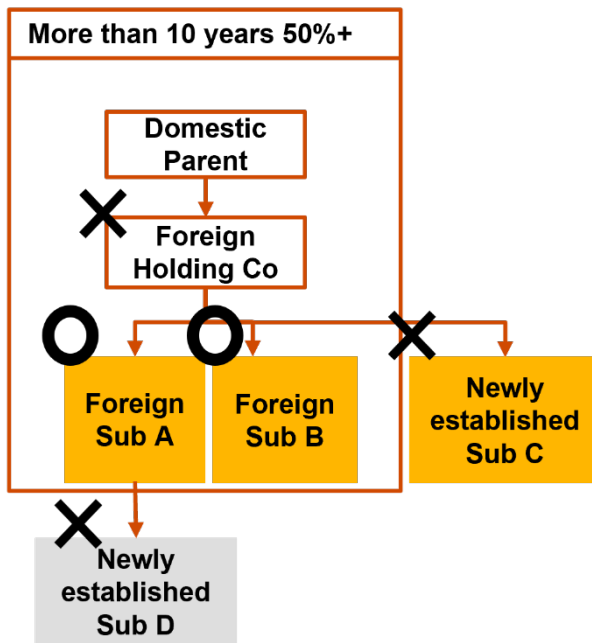 More than 10 years 50%+
Domestic
Parent
Foreign
Holding Co
Foreign
Sub A
Foreign
Sub B
Newly
established
Sub C
Newly
established
Sub D